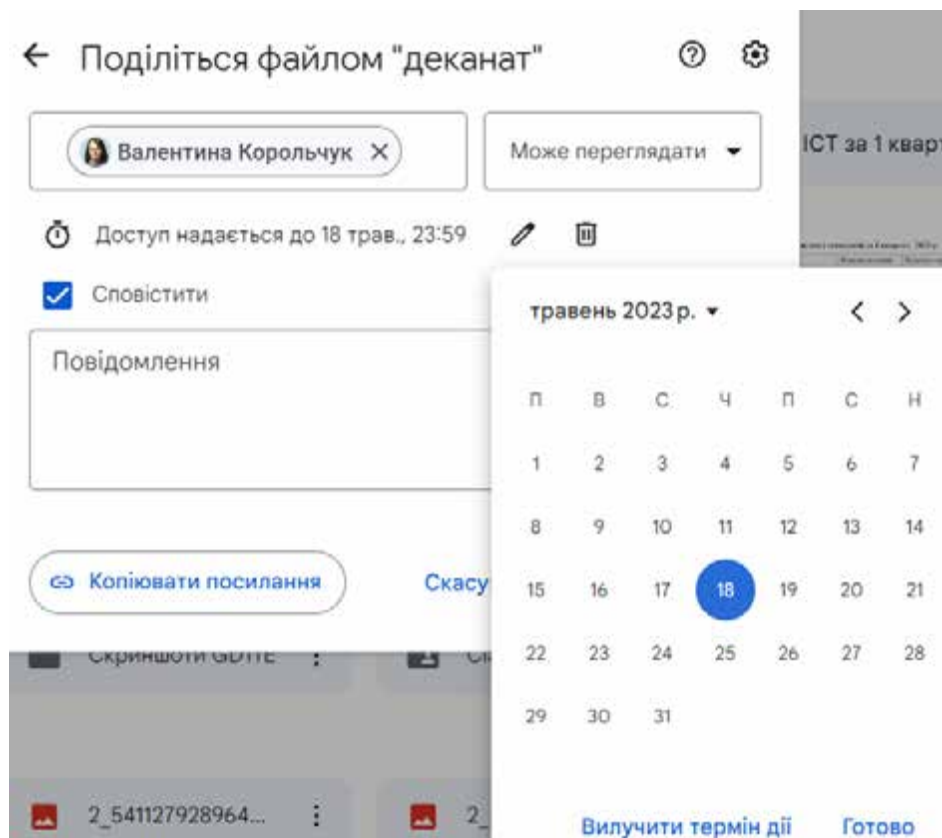 Поділіться файлом "деканат"
Валентина Корольчук
Може переглядати
ІСТ за 1 кварт
Доступ надається до 18 трав., 23:59
Сповістити
Повідомлення
травень 2023 р.
П В С Ч П С Н
1 2 3 4 5 6 7
8 9 10 11 12 13 14
15 16 17 18 19 20 21
22 23 24 25 26 27 28
29 30 31
Копіювати посилання
Скасу
Скриншоти GDTfE
2_541127928964...
2_
Вилучити термін дії
Готово